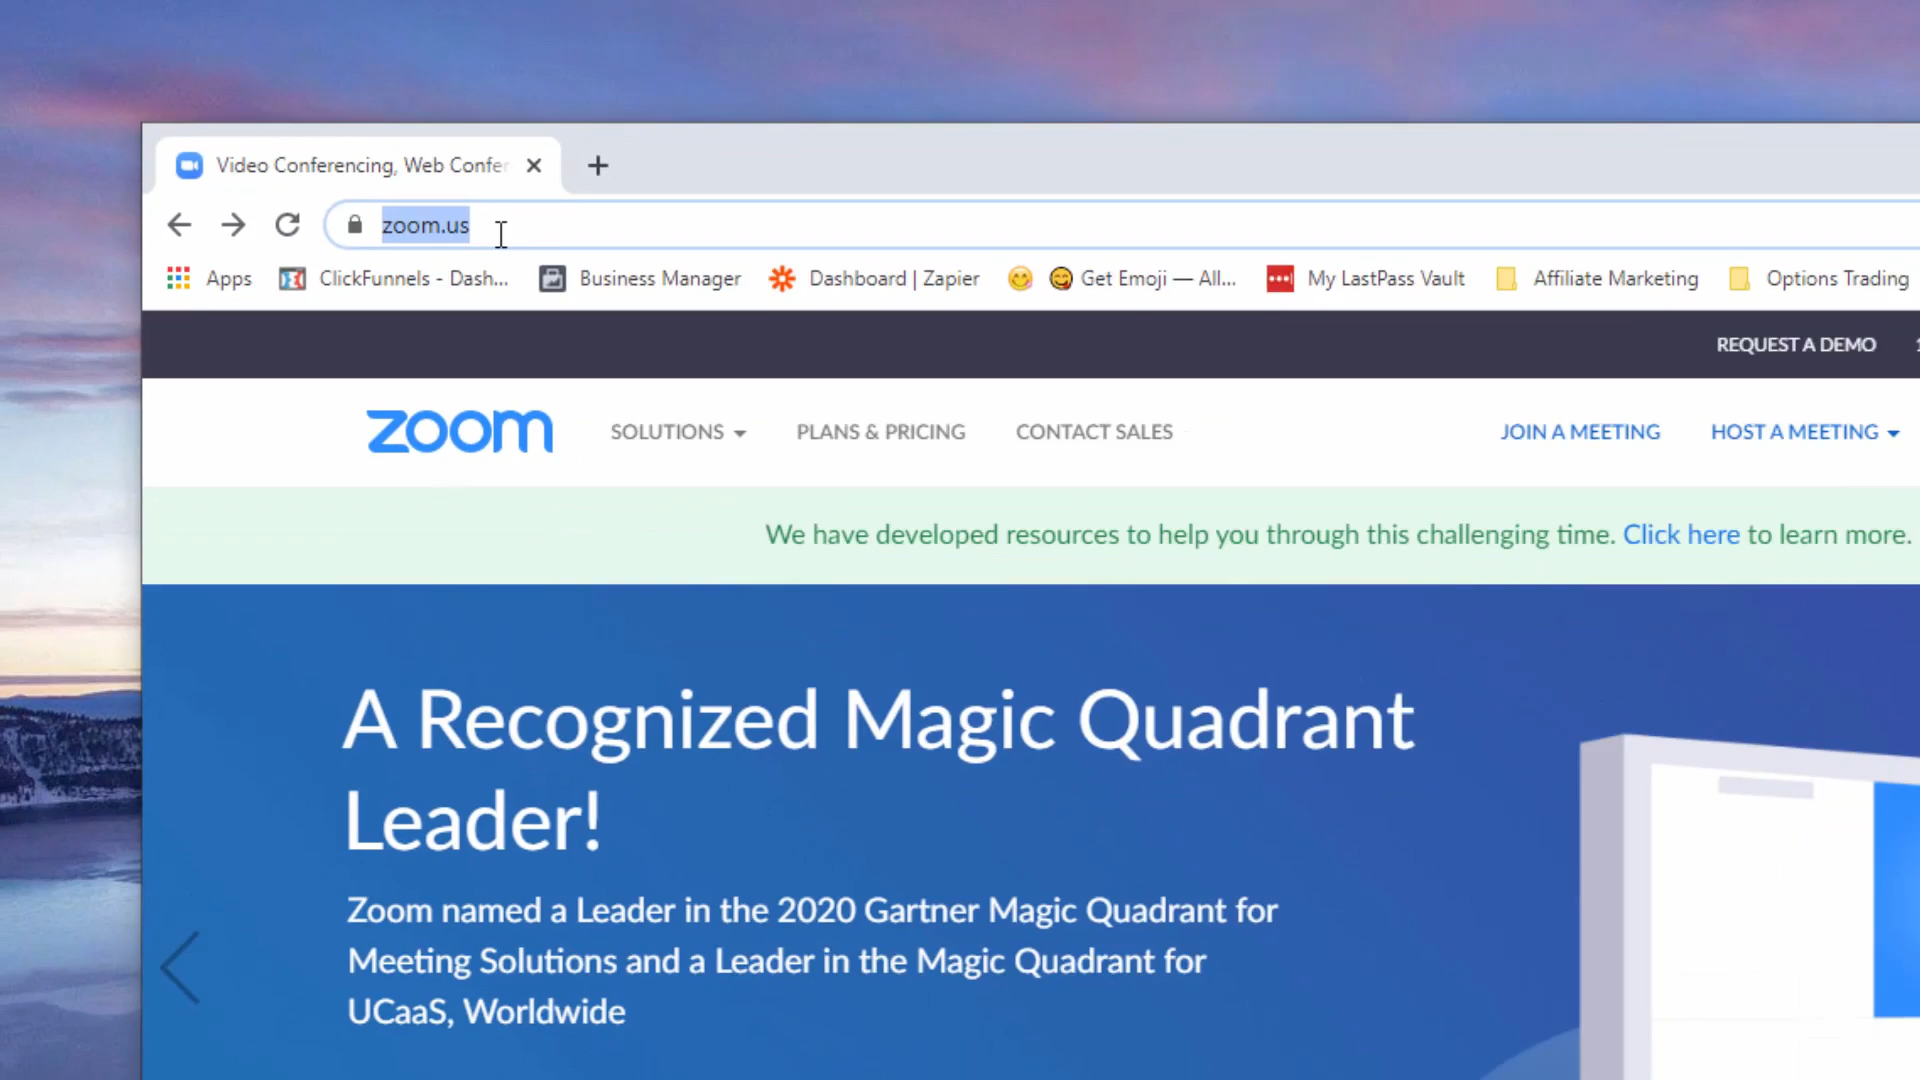 Video Conferencing, Web Confer
zoom.us
Apps ClickFunnels - Dash... Business Manager Dashboard | Zapier Get Emoji — All... My LastPass Vault Affiliate Marketing Options Trading
REQUEST A DEMO
zoom SOLUTIONS PLANS & PRICING CONTACT SALES JOIN A MEETING HOST A MEETING
We have developed resources to help you through this challenging time. Click here to learn more.
A Recognized Magic Quadrant
Leader!
Zoom named a Leader in the 2020 Gartner Magic Quadrant for
Meeting Solutions and a Leader in the Magic Quadrant for
UCaaS, Worldwide